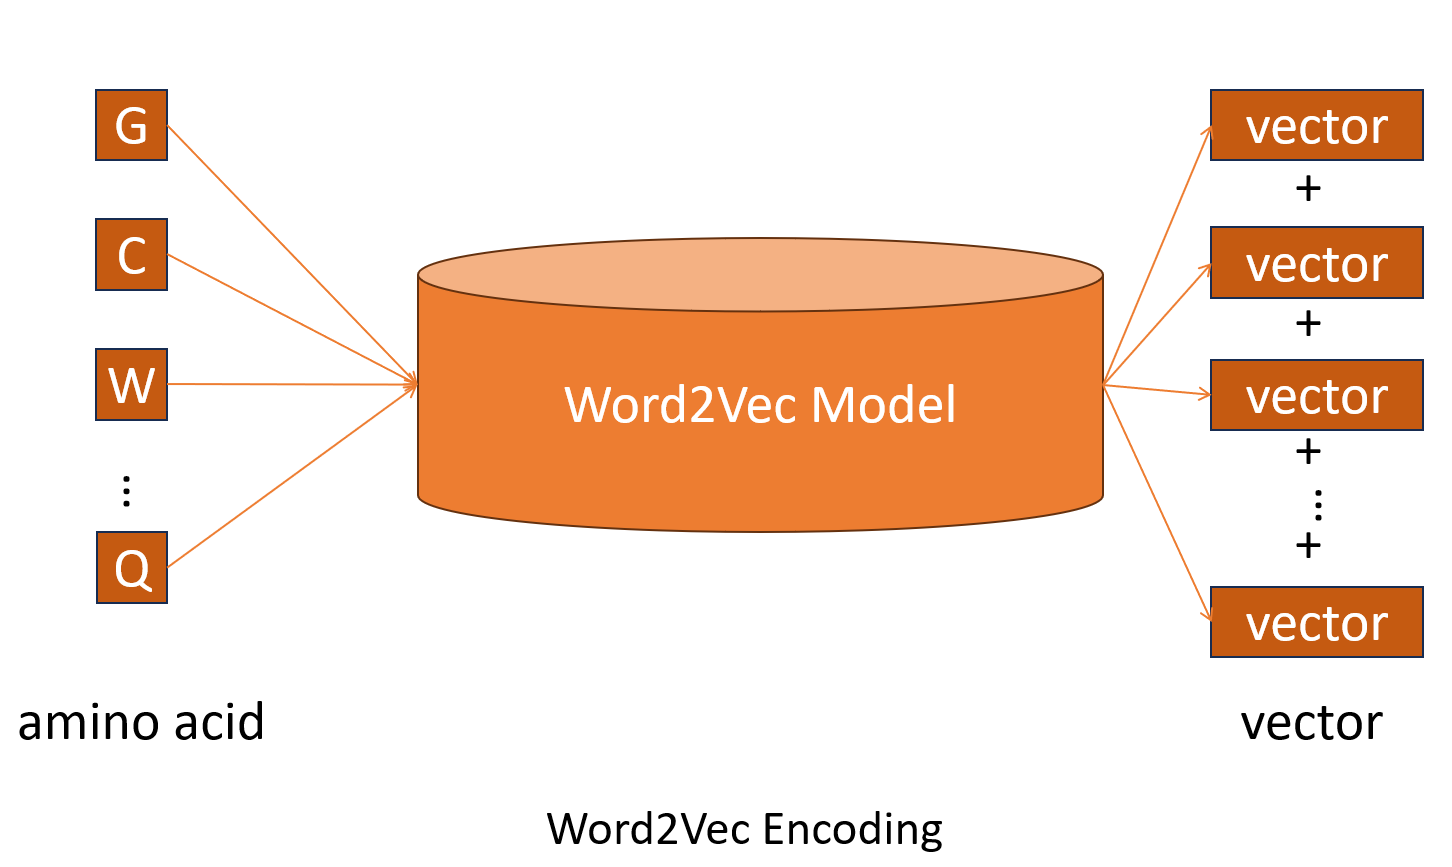 G
C
W
⋮
Q
amino acid
Word2Vec Model
vector
+
vector
+
vector
+
⋮
+
vector
vector
Word2Vec Encoding